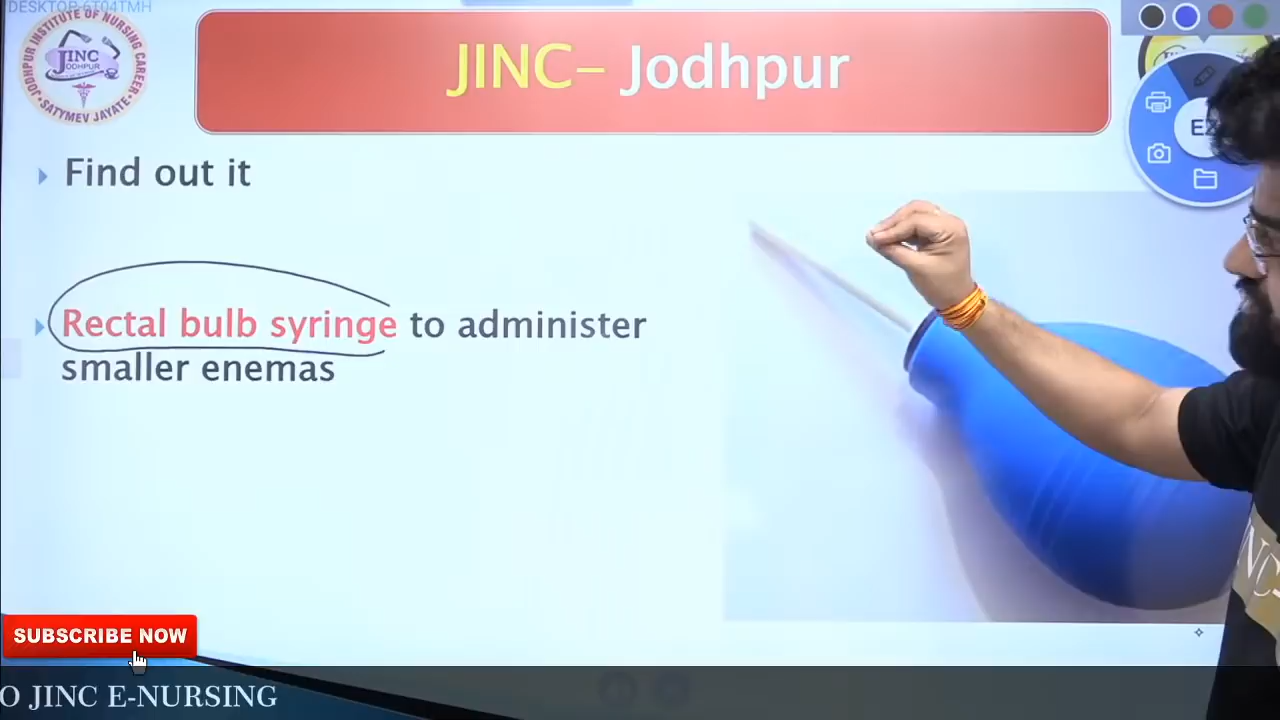 DESKTOP-6T04TMH
JODHPUR INSTITUTE OF NURSING CAREER
JINC
JODHPUR
SATYMEV JAYATE
JINC- Jodhpur
EZ
Find out it
Rectal bulb syringe to administer
smaller enemas
SUBSCRIBE NOW
O JINC E-NURSING